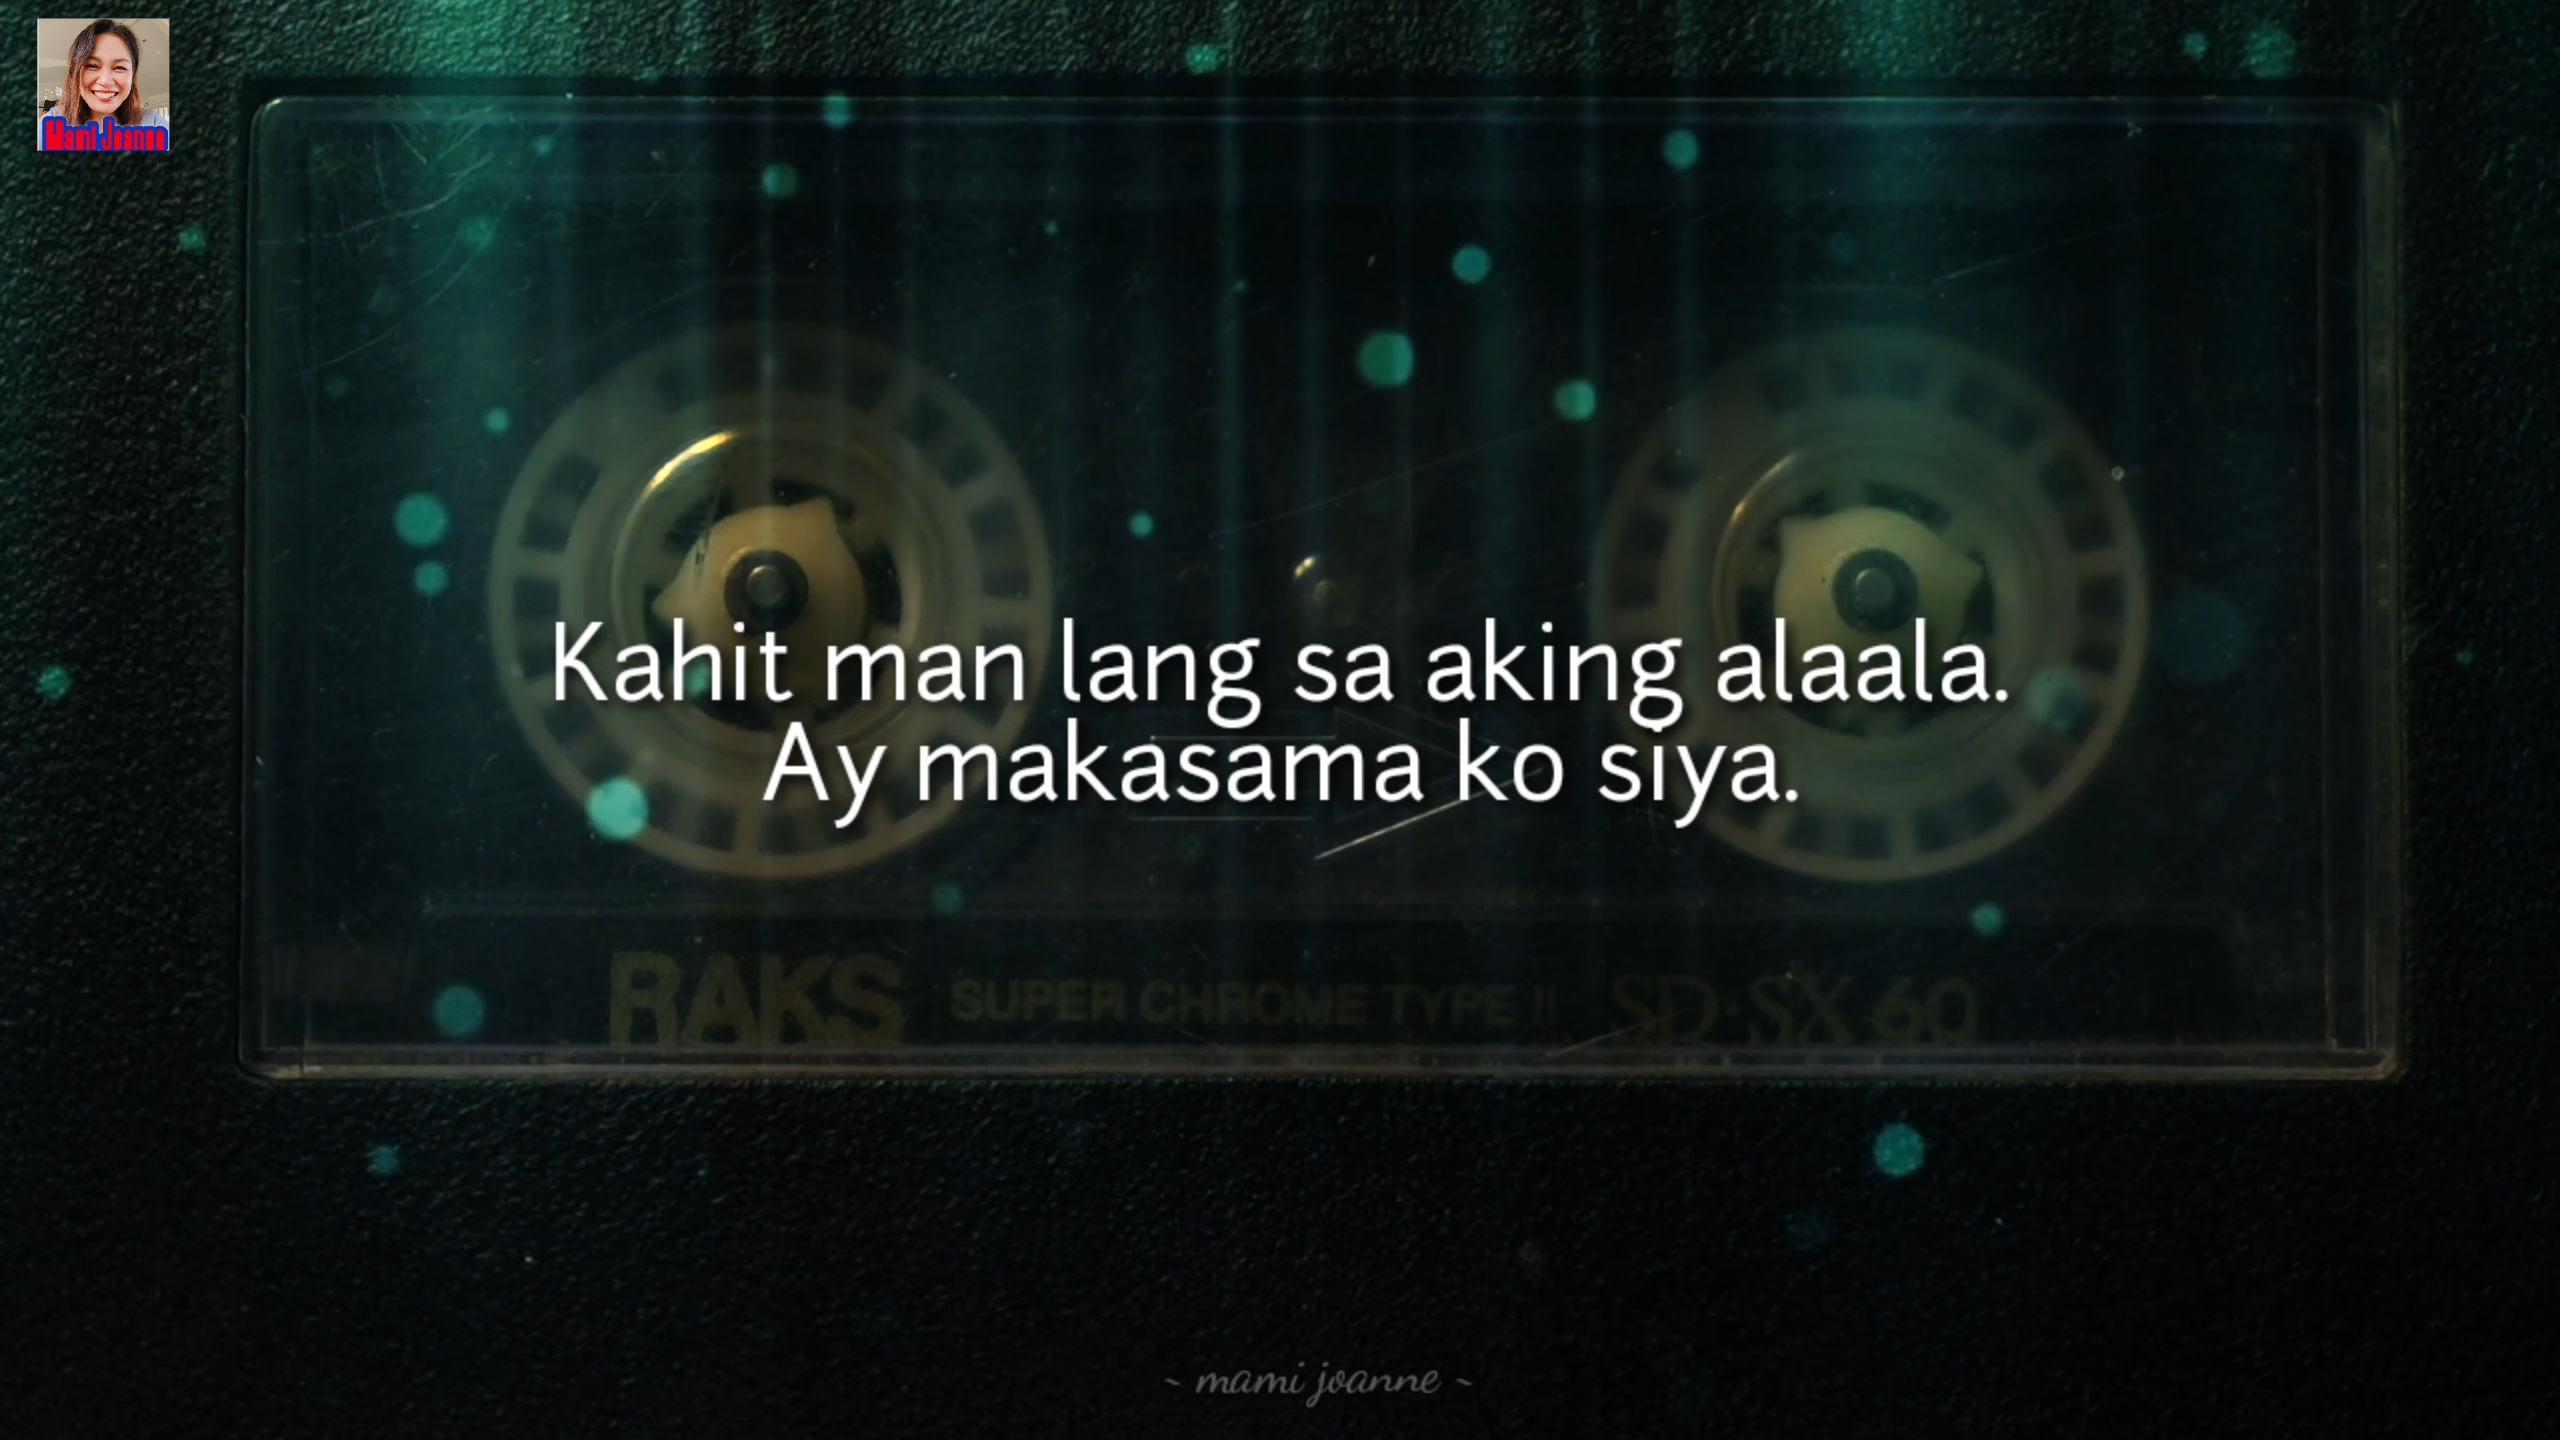 Mami Joanne
Kahit man lang sa aking alaala.
Ay makasama ko siya.
RAKS SUPER CHROME TYPE II SD·SX 60
~ mami joanne ~